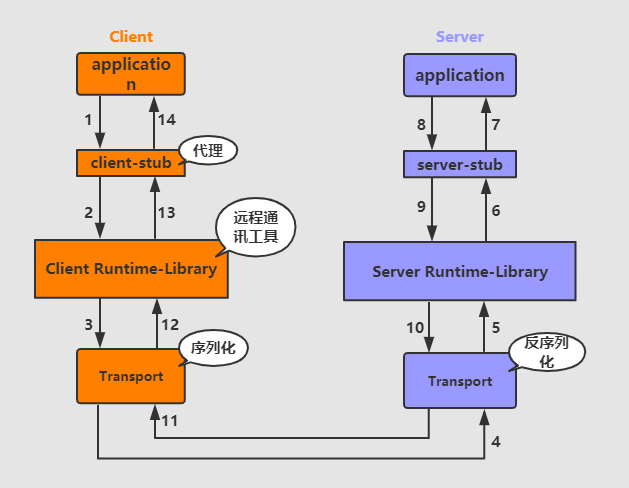 Client
Server
applicatio
n
application
1
14
8
7
代理
client-stub
server-stub
2
13
9
6
远程通
讯工具
Client Runtime-Library
Server Runtime-Library
3
12
10
5
序列化
反序列
化
Transport
Transport
11
4